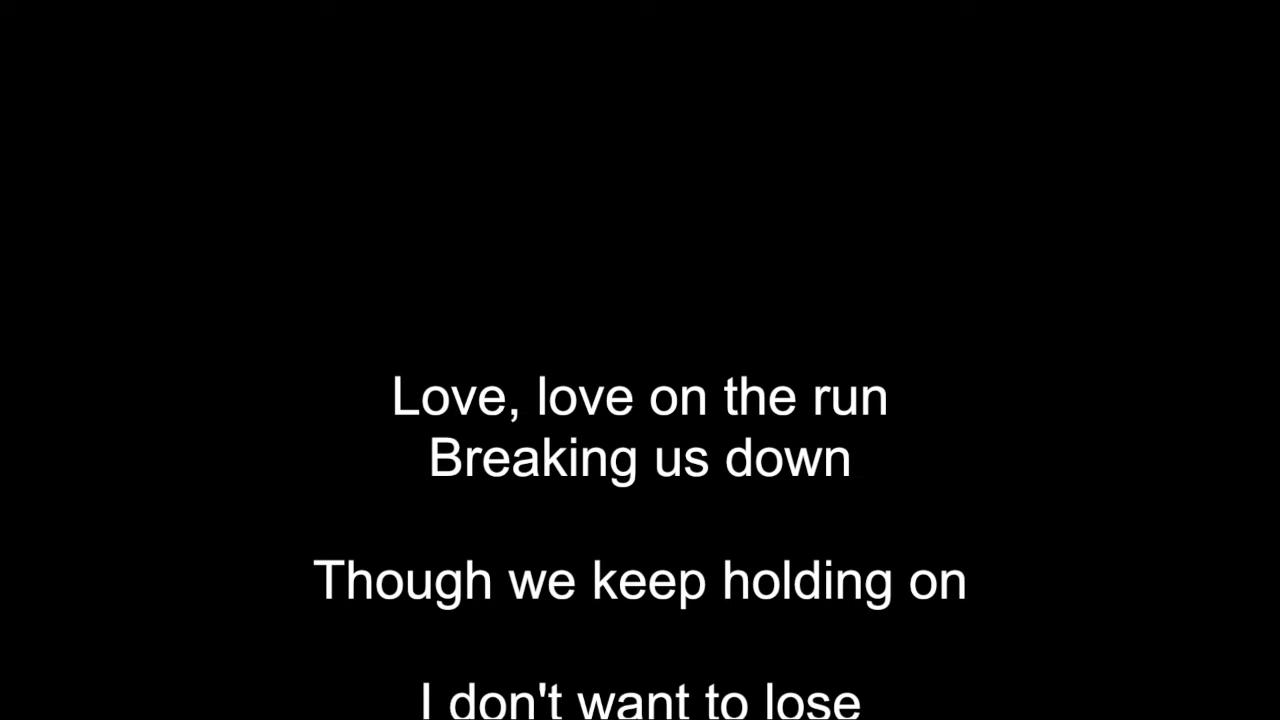 Love, love on the run
Breaking us down
Though we keep holding on
I don't want to lose